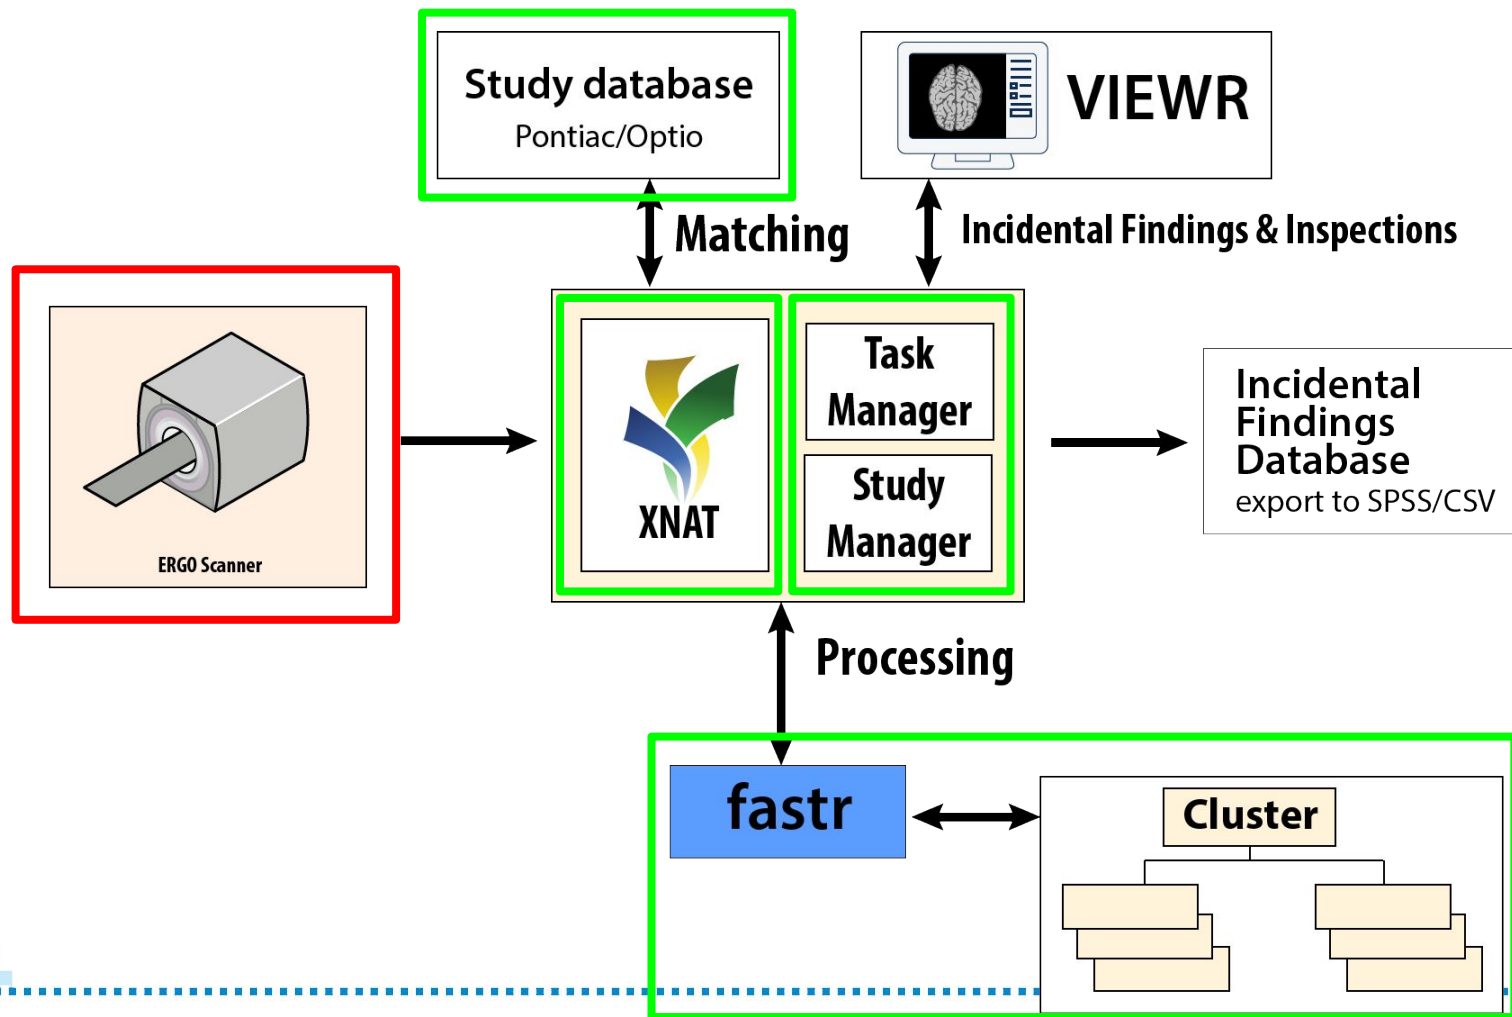 Study database
Pontiac/Optio
VIEWR
Matching
Incidental Findings & Inspections
ERGO Scanner
XNAT
Task
Manager
Study
Manager
Incidental
Findings
Database
export to SPSS/CSV
Processing
fastr
Cluster